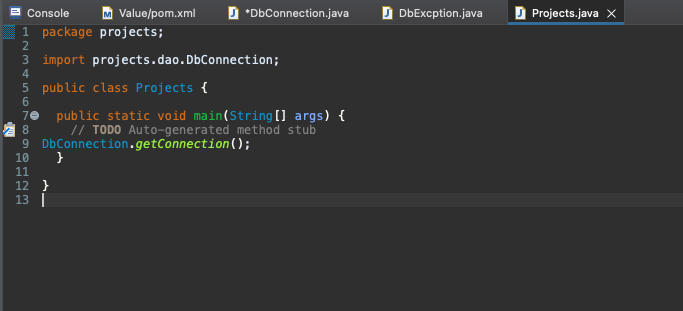 Console Value/pom.xml *DbConnection.java DbExcption.java Projects.java
1 package projects;
2
3 import projects.dao.DbConnection;
4
5 public class Projects {
6
7 public static void main(String[] args) {
8 // TODO Auto-generated method stub
9 DbConnection.getConnection();
10 }
11
12 }
13